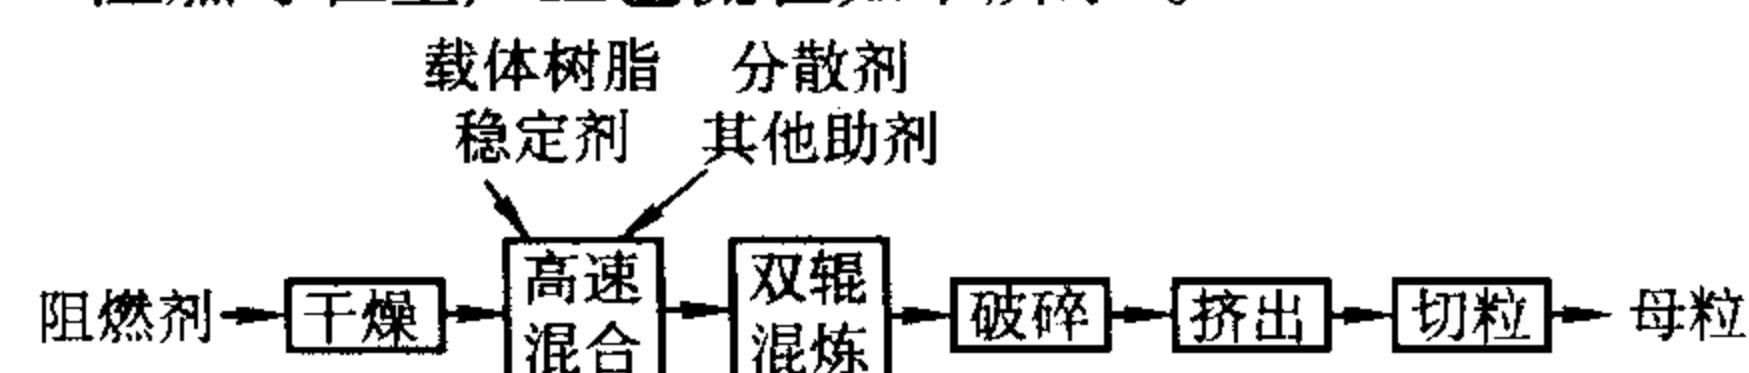 载体树脂 分散剂
稳定剂 其他助剂
阻燃剂 干燥 高速混合 双辊混炼 破碎 挤出 切粒 母粒